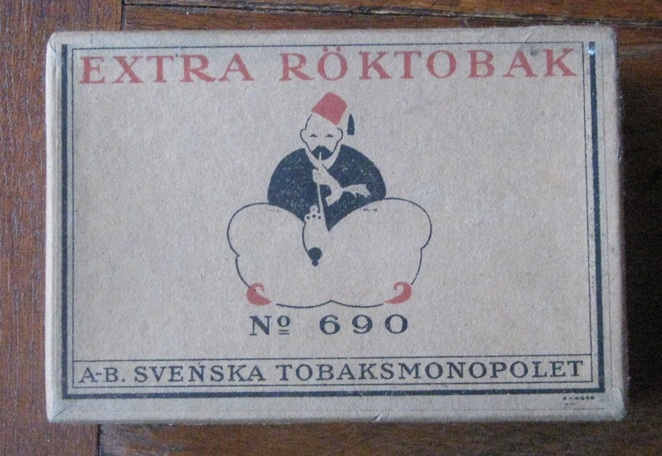 EXTRA RÖKTOBAK
Nº 690
A-B. SVENSKA TOBAKSMONOPOLET